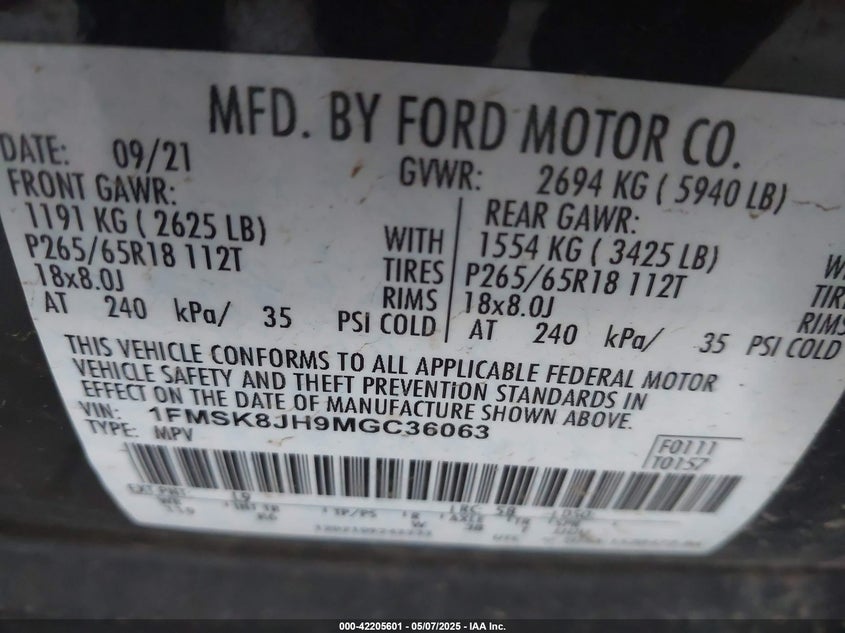 MFD. BY FORD MOTOR CO.
DATE: 09/21
GVWR: 2694 KG ( 5940 LB)
FRONT GAWR:
1191 KG ( 2625 LB)
P265/65R18 112T
18x8.0J
AT 240 kPa/ 35 PSI COLD
WITH
TIRES
RIMS
REAR GAWR:
1554 KG ( 3425 LB)
P265/65R18 112T
18x8.0J
AT 240 kPa/ 35 PSI COLD
RIMS
THIS VEHICLE CONFORMS TO ALL APPLICABLE FEDERAL MOTOR
VEHICLE SAFETY AND THEFT PREVENTION STANDARDS IN
EFFECT ON THE DATE OF MANUFACTURE SHOWN ABOVE.
VIN: 1FMSK8JH9MGC36063
TYPE: MPV
F0111
T0157
000-42205601 - 05/07/2025 - IAA Inc.